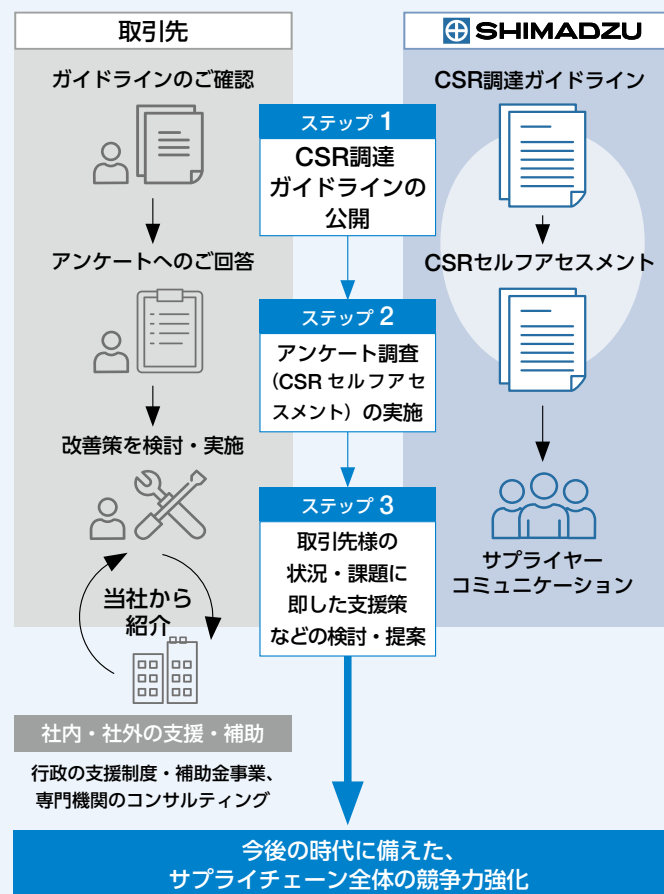 取引先
ガイドラインのご確認
アンケートへのご回答
改善策を検討・実施
当社から
紹介
社内・社外の支援・補助
行政の支援制度・補助金事業、
専門機関のコンサルティング
ステップ 1
CSR調達
ガイドラインの
公開
ステップ 2
アンケート調査
（CSR セルフアセ
スメント）の実施
ステップ 3
取引先様の
状況・課題に
即した支援策
などの検討・提案
SHIMADZU
CSR調達ガイドライン
CSRセルフアセスメント
サプライヤー
コミュニケーション
今後の時代に備えた、
サプライチェーン全体の競争力強化